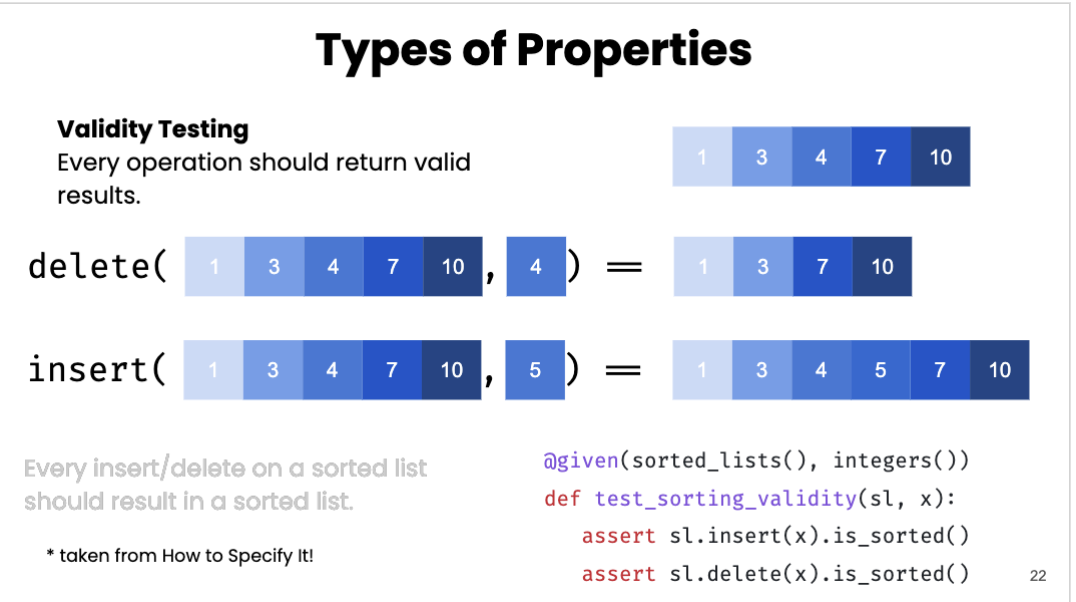 Types of Properties
Validity Testing
Every operation should return valid
results.
1 3 4 7 10
delete( 1 3 4 7 10 , 4 ) == 1 3 7 10
insert( 1 3 4 7 10 , 5 ) == 1 3 4 5 7 10
Every insert/delete on a sorted list
should result in a sorted list.
* taken from How to Specify It!
@given(sorted_lists(), integers())
def test_sorting_validity(sl, x):
assert sl.insert(x).is_sorted()
assert sl.delete(x).is_sorted()
22